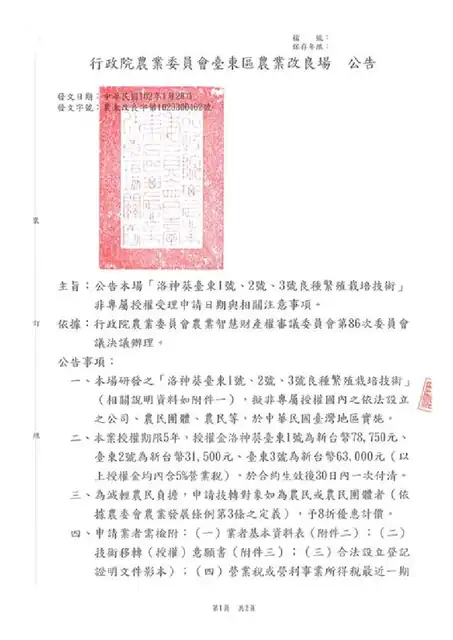 檔　　號：
保存年限：
行政院農業委員會臺東區農業改良場　公告
發文日期：中華民國102年1月28日
發文字號：農東改良字第1023300462號
主旨：公告本場「洛神葵臺東1號、2號、3號良種繁殖栽培技術」
非專屬授權受理申請日期與相關注意事項。
依據：行政院農業委員會農業智慧財產權審議委員會第86次委員會
議決議辦理。
公告事項：
一、本場研發之「洛神葵臺東1號、2號、3號良種繁殖栽培技術」
（相關說明資料如附件一），擬非專屬授權國內之依法設立
之公司、農民團體、農民等，於中華民國臺灣地區實施。
二、本案授權期限5年，授權金洛神葵臺東1號為新台幣78,750元、
臺東2號為新台幣31,500元、臺東3號為新台幣63,000元（以
上授權金均內含5%營業稅），於合約生效後30日內一次付清。
三、為減輕農民負擔，申請技轉對象如為農民或農民團體者（依
據農委會農業發展條例第3條之定義），予8折優惠計價。
四、申請業者需檢附：（一）業者基本資料表（附件二）；（二）
技術移轉（授權）意願書（附件三）；（三）合法設立登記
證明文件影本）；（四）營業稅或營利事業所得稅最近一期
裝
訂
線
第1頁　共2頁